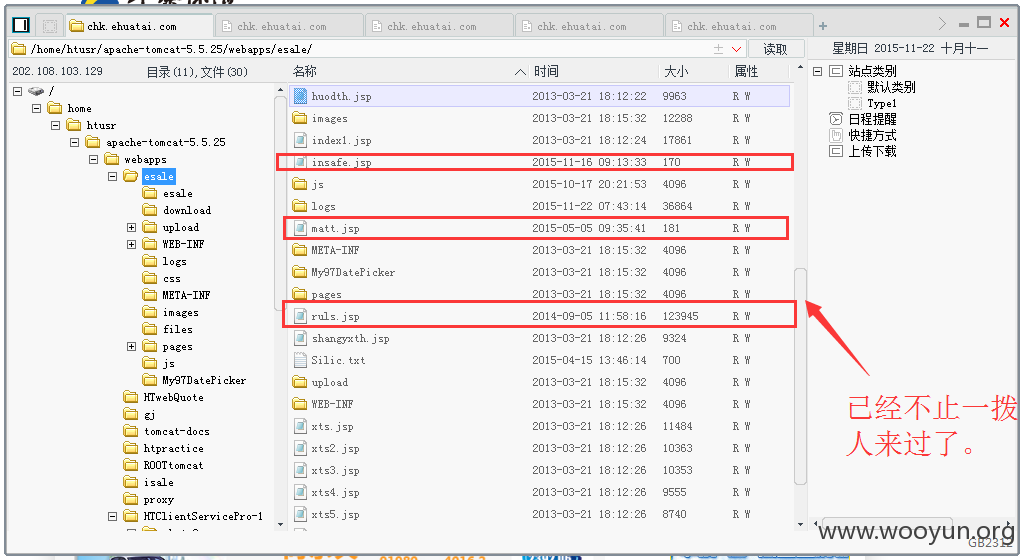 chk.ehuatai.com
chk.ehuatai.com
chk.ehuatai.com
chk.ehuatai.com
chk.ehuatai.com
/home/htusr/apache-tomcat-5.5.25/webapps/esale/
读取
星期日 2015-11-22 十月十一
202.108.103.129 目录(11),文件(30)
名称 时间 大小 属性
/
home
htusr
apache-tomcat-5.5.25
webapps
esale
esale
download
upload
WEB-INF
logs
css
META-INF
images
files
pages
js
My97DatePicker
HTwebQuote
gj
tomcat-docs
htpractice
ROOTtomcat
isale
proxy
HTClientServicePro-1
huodth.jsp 2013-03-21 18:12:22 9963 R W
images 2013-03-21 18:15:32 12288 R W
index1.jsp 2013-03-21 18:12:24 17861 R W
insafe.jsp 2015-11-16 09:13:33 170 R W
js 2015-10-17 20:21:53 4096 R W
logs 2015-11-22 07:43:14 36864 R W
matt.jsp 2015-05-05 09:35:41 181 R W
META-INF 2013-03-21 18:15:32 4096 R W
My97DatePicker 2013-03-21 18:15:32 4096 R W
pages 2013-03-21 18:15:32 4096 R W
ruls.jsp 2014-09-05 11:58:16 123945 R W
shangyxth.jsp 2013-03-21 18:12:26 9324 R W
Silic.txt 2015-04-15 13:46:14 700 R W
upload 2013-03-21 18:15:32 4096 R W
WEB-INF 2013-03-21 18:15:32 4096 R W
xts.jsp 2013-03-21 18:12:26 11484 R W
xts2.jsp 2013-03-21 18:12:26 10363 R W
xts3.jsp 2013-03-21 18:12:26 10353 R W
xts4.jsp 2013-03-21 18:12:26 9555 R W
xts5.jsp 2013-03-21 18:12:26 8740 R W
站点类别
默认类别
Type1
日程提醒
快捷方式
上传下载
已经不止一拨
人来过了。
www.wooyun.org
GB2312